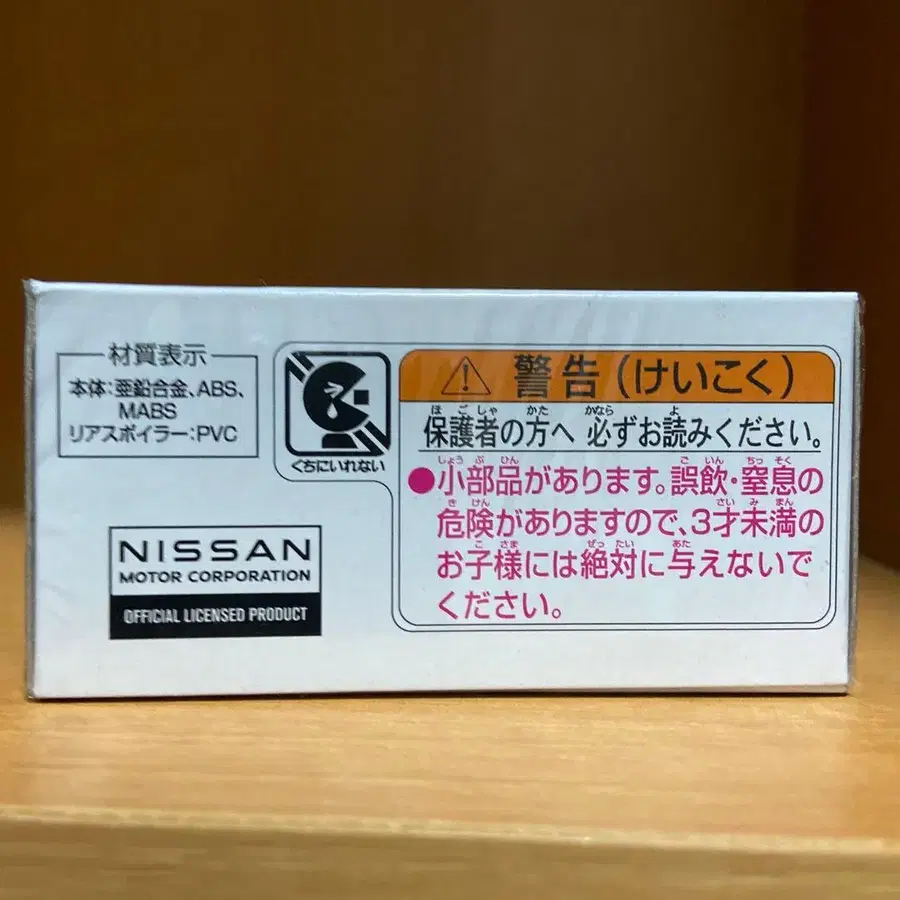 材質表示
本体:亜鉛合金、ABS、
MABS
リアスポイラー:PVC
くちにいれない
NISSAN
MOTOR CORPORATION
OFFICIAL LICENSED PRODUCT
警告(けいこく)
ほごしゃ かた かなら よ
保護者の方へ 必ずお読みください。
しょうぶひん ごいん ちっそく
●小部品があります。誤飲・窒息の
きけん さいみまん
危険がありますので、3才未満の
こさま ぜったい あた
お子様には絶対に与えないで
ください。